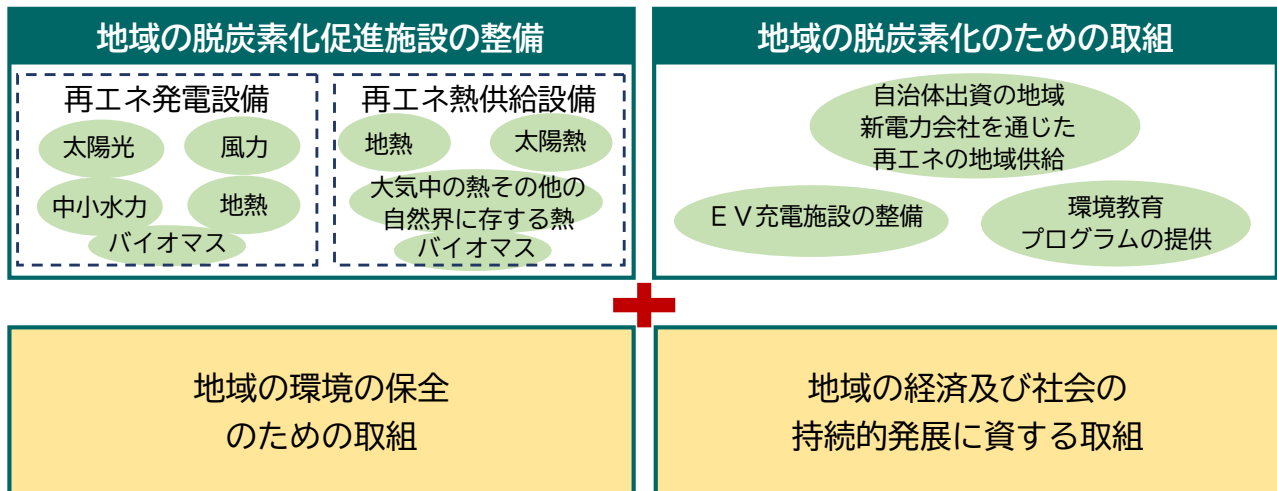 地域の脱炭素化促進施設の整備
再エネ発電設備
太陽光
風力
中小水力
地熱
バイオマス
再エネ熱供給設備
地熱
太陽熱
大気中の熱その他の
自然界に存する熱
バイオマス
地域の脱炭素化のための取組
自治体出資の地域
新電力会社を通じた
再エネの地域供給
ＥＶ充電施設の整備
環境教育
プログラムの提供
地域の環境の保全
のための取組
地域の経済及び社会の
持続的発展に資する取組